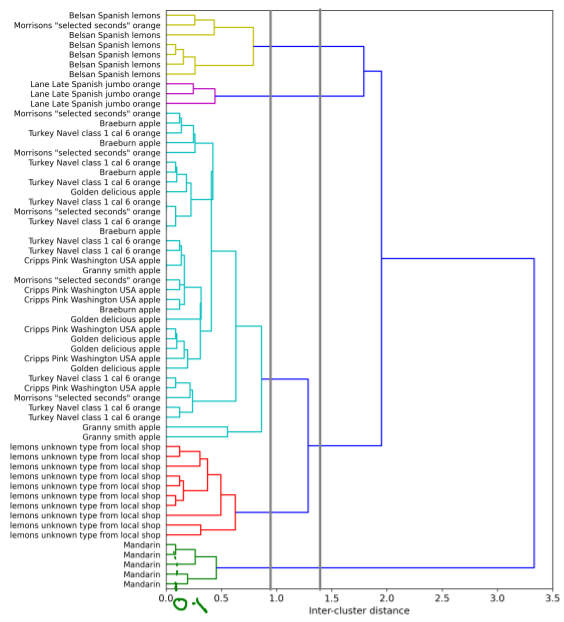 Belsan Spanish lemons
Morrisons "selected seconds" orange
Belsan Spanish lemons
Belsan Spanish lemons
Belsan Spanish lemons
Belsan Spanish lemons
Belsan Spanish lemons
Lane Late Spanish jumbo orange
Lane Late Spanish jumbo orange
Lane Late Spanish jumbo orange
Morrisons "selected seconds" orange
Braeburn apple
Turkey Navel class 1 cal 6 orange
Braeburn apple
Morrisons "selected seconds" orange
Turkey Navel class 1 cal 6 orange
Braeburn apple
Turkey Navel class 1 cal 6 orange
Golden delicious apple
Turkey Navel class 1 cal 6 orange
Morrisons "selected seconds" orange
Turkey Navel class 1 cal 6 orange
Braeburn apple
Turkey Navel class 1 cal 6 orange
Turkey Navel class 1 cal 6 orange
Cripps Pink Washington USA apple
Granny smith apple
Morrisons "selected seconds" orange
Cripps Pink Washington USA apple
Cripps Pink Washington USA apple
Braeburn apple
Golden delicious apple
Cripps Pink Washington USA apple
Golden delicious apple
Golden delicious apple
Cripps Pink Washington USA apple
Golden delicious apple
Turkey Navel class 1 cal 6 orange
Cripps Pink Washington USA apple
Morrisons "selected seconds" orange
Turkey Navel class 1 cal 6 orange
Turkey Navel class 1 cal 6 orange
Granny smith apple
Granny smith apple
lemons unknown type from local shop
lemons unknown type from local shop
lemons unknown type from local shop
lemons unknown type from local shop
lemons unknown type from local shop
lemons unknown type from local shop
lemons unknown type from local shop
lemons unknown type from local shop
lemons unknown type from local shop
lemons unknown type from local shop
Mandarin
Mandarin
Mandarin
Mandarin
Mandarin
0.0 0.5 1.0 1.5 2.0 2.5 3.0 3.5
0.1
Inter-cluster distance